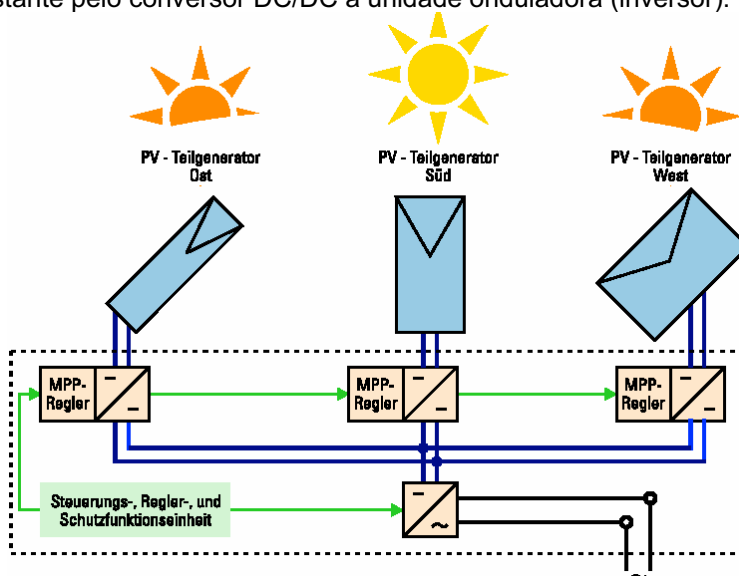 stante pelo conversor DC/DC à unidade onduladora (inversor).
PV - Teilgenerator
Ost
PV - Teilgenerator
Süd
PV - Teilgenerator
West
MPP-
Regler
MPP-
Regler
MPP-
Regler
Steuerungs-, Regler-, und
Schutzfunktionseinheit